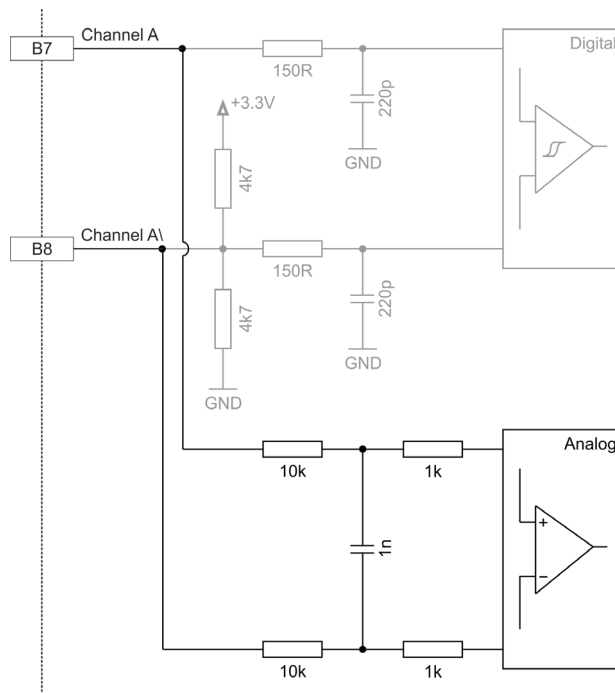 B7
Channel A
Digital
150R
220p
GND
+3.3V
4k7
B8
Channel A\
150R
220p
GND
4k7
GND
Analog
10k
1k
+
1n
−
10k
1k